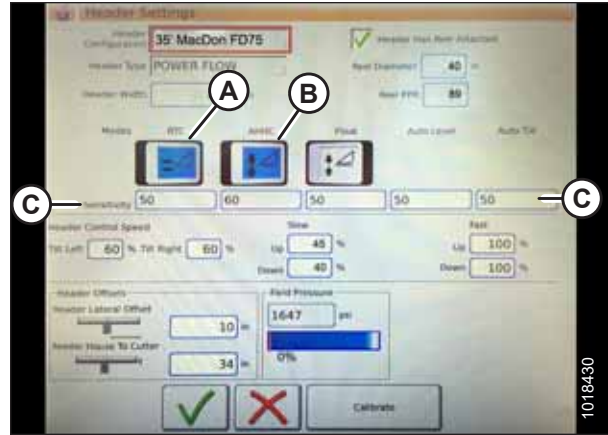 Header Settings
Header Configuration 35' MacDon FD75 Header Has Reel Attached
Header Type POWER FLOW Reel Diameter 40 in
Header Width Reel PPR 89
A B
Modes RTC AHHC Float Auto Level Auto Tilt
C Sensitivity 50 60 50 50 50 C
Header Control Speed Slow Fast
Tilt Left 60 % Tilt Right 60 % Up 45 % Up 100 %
Down 40 % Down 100 %
Header Offsets Field Pressure
Header Lateral Offset 1647 psi
10 in
Feeder House To Cutter 0%
34 in
Calibrate
1018430